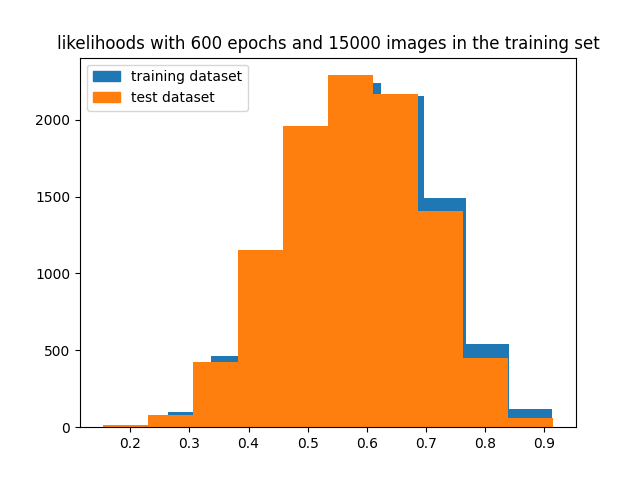 likelihoods with 600 epochs and 15000 images in the training set
training dataset
test dataset
2000
1500
1000
500
0
0.2 0.3 0.4 0.5 0.6 0.7 0.8 0.9